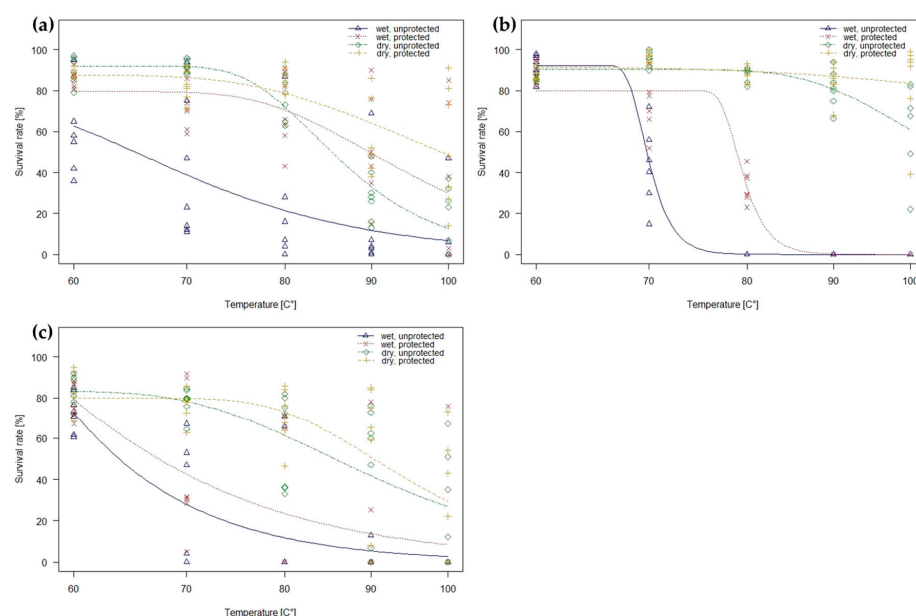 (a)
wet, unprotected
wet, protected
dry, unprotected
dry, protected
100
80
60
40
20
0
Survival rate [%]
60 70 80 90 100
Temperature [C°]
(b)
wet, unprotected
wet, protected
dry, unprotected
dry, protected
100
80
60
40
20
0
Survival rate [%]
60 70 80 90 100
Temperature [C°]
(c)
wet, unprotected
wet, protected
dry, unprotected
dry, protected
100
80
60
40
20
0
Survival rate [%]
60 70 80 90 100
Temperature [C°]